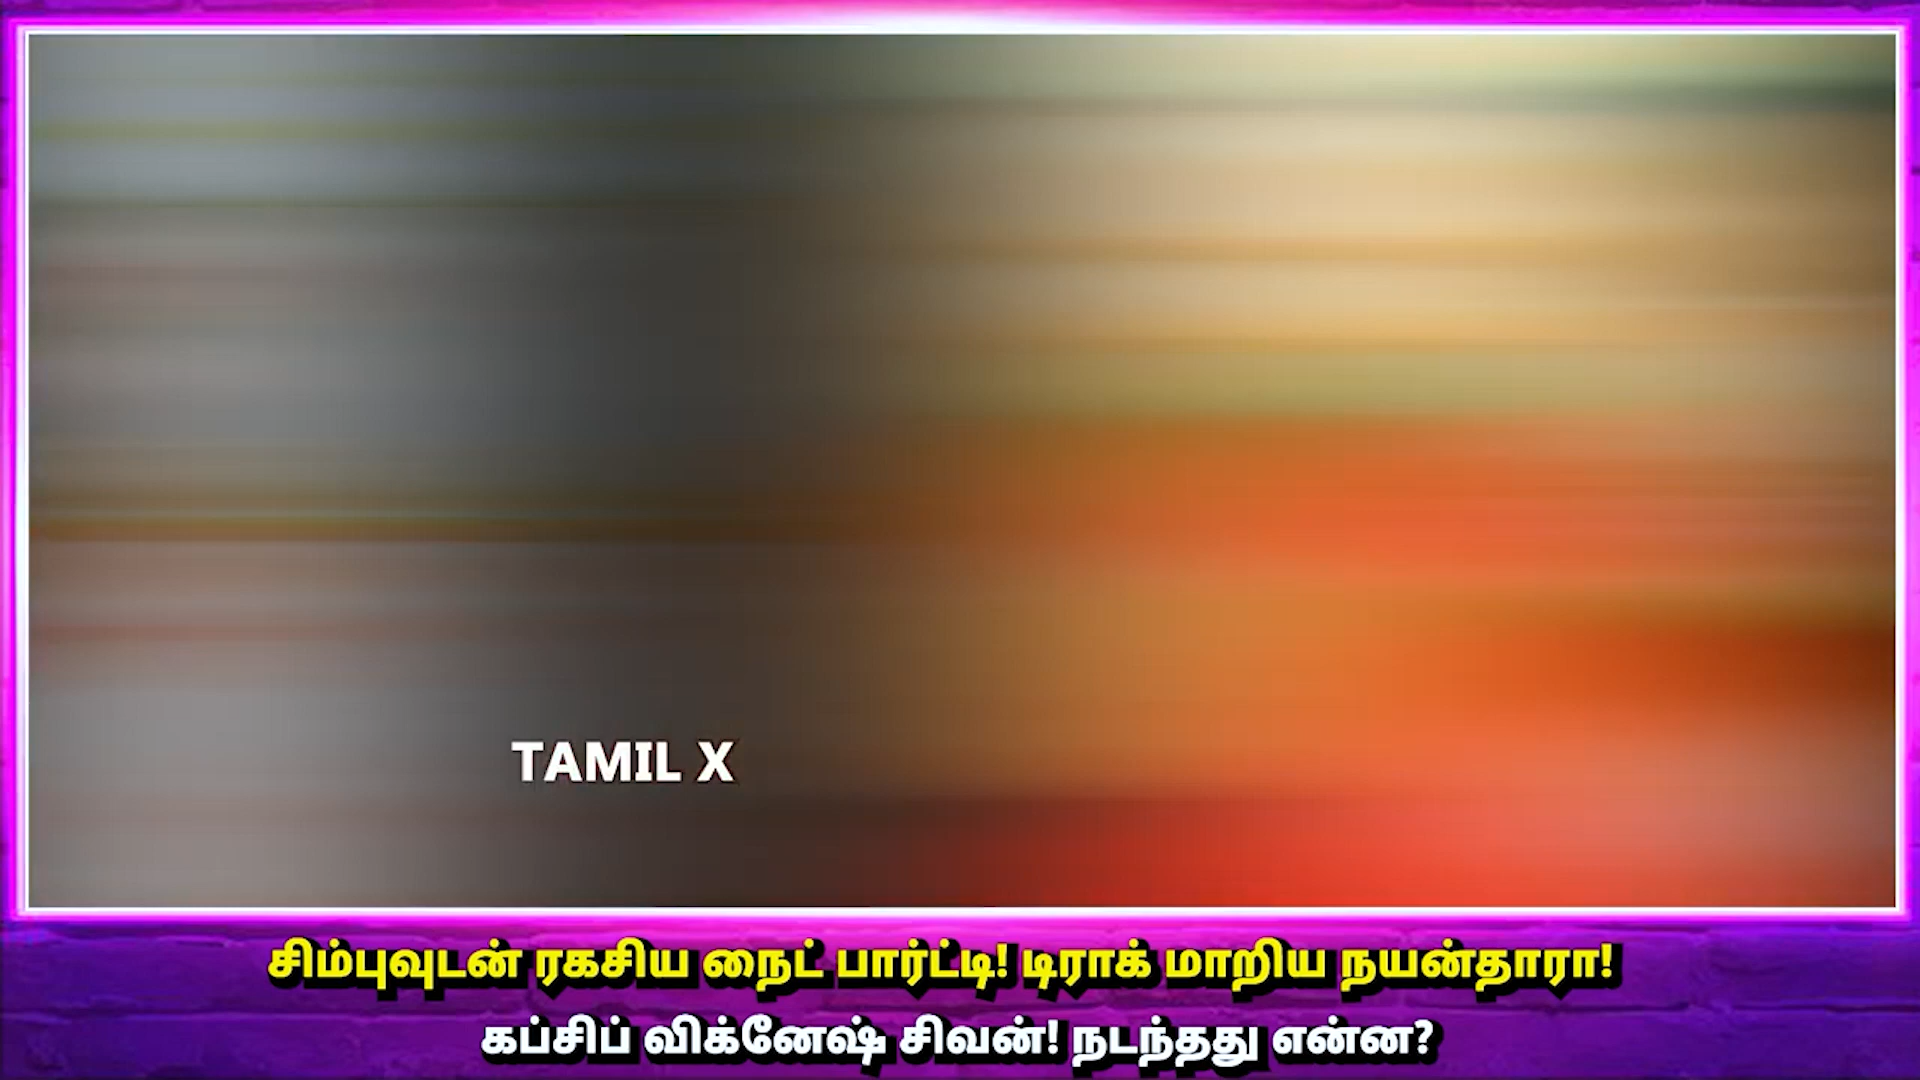 TAMIL X
சிம்புவுடன் ரகசிய நைட் பார்ட்டி! டிராக் மாறிய நயன்தாரா!
கப்சிப் விக்னேஷ் சிவன்! நடந்தது என்ன?